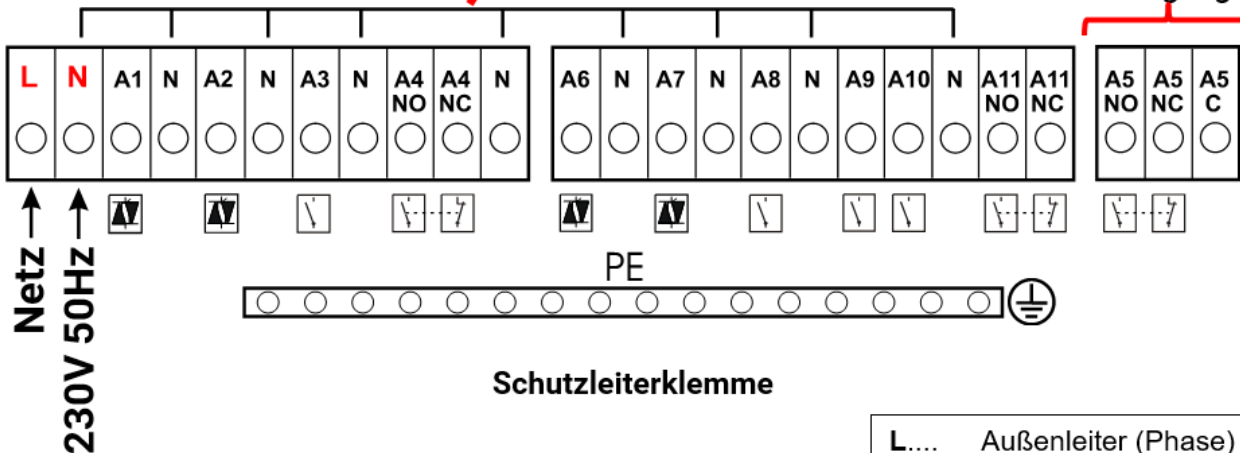 L N A1 N A2 N A3 N A4 NO A4 NC N A6 N A7 N A8 N A9 A10 N A11 NO A11 NC A5 NO A5 NC A5 C
Netz
230V 50Hz
PE
Schutzleiterklemme
L.... Außenleiter (Phase)